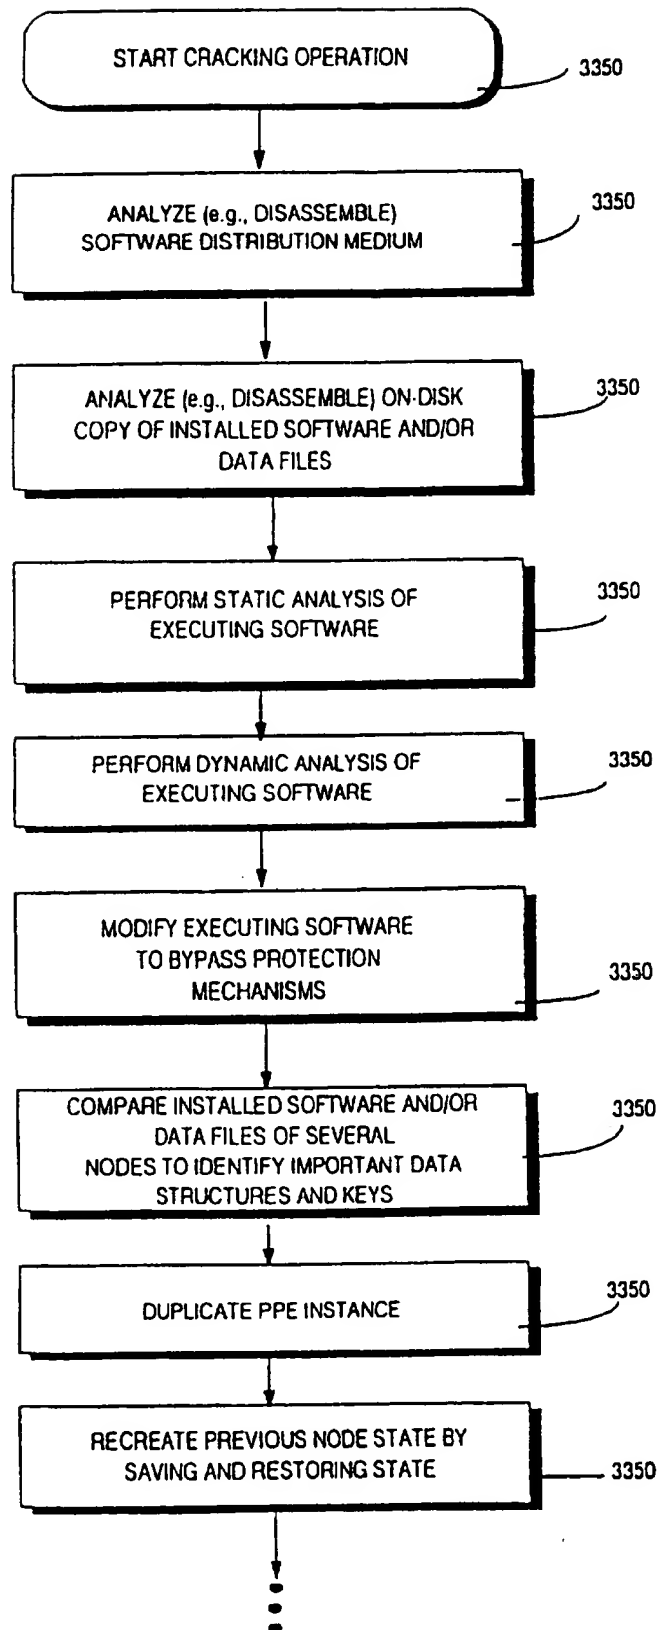 START CRACKING OPERATION
3350
ANALYZE (e.g., DISASSEMBLE)
SOFTWARE DISTRIBUTION MEDIUM
3350
ANALYZE (e.g., DISASSEMBLE) ON-DISK
COPY OF INSTALLED SOFTWARE AND/OR
DATA FILES
3350
PERFORM STATIC ANALYSIS OF
EXECUTING SOFTWARE
3350
PERFORM DYNAMIC ANALYSIS OF
EXECUTING SOFTWARE
3350
MODIFY EXECUTING SOFTWARE
TO BYPASS PROTECTION
MECHANISMS
3350
COMPARE INSTALLED SOFTWARE AND/OR
DATA FILES OF SEVERAL
NODES TO IDENTIFY IMPORTANT DATA
STRUCTURES AND KEYS
3350
DUPLICATE PPE INSTANCE
3350
RECREATE PREVIOUS NODE STATE BY
SAVING AND RESTORING STATE
3350